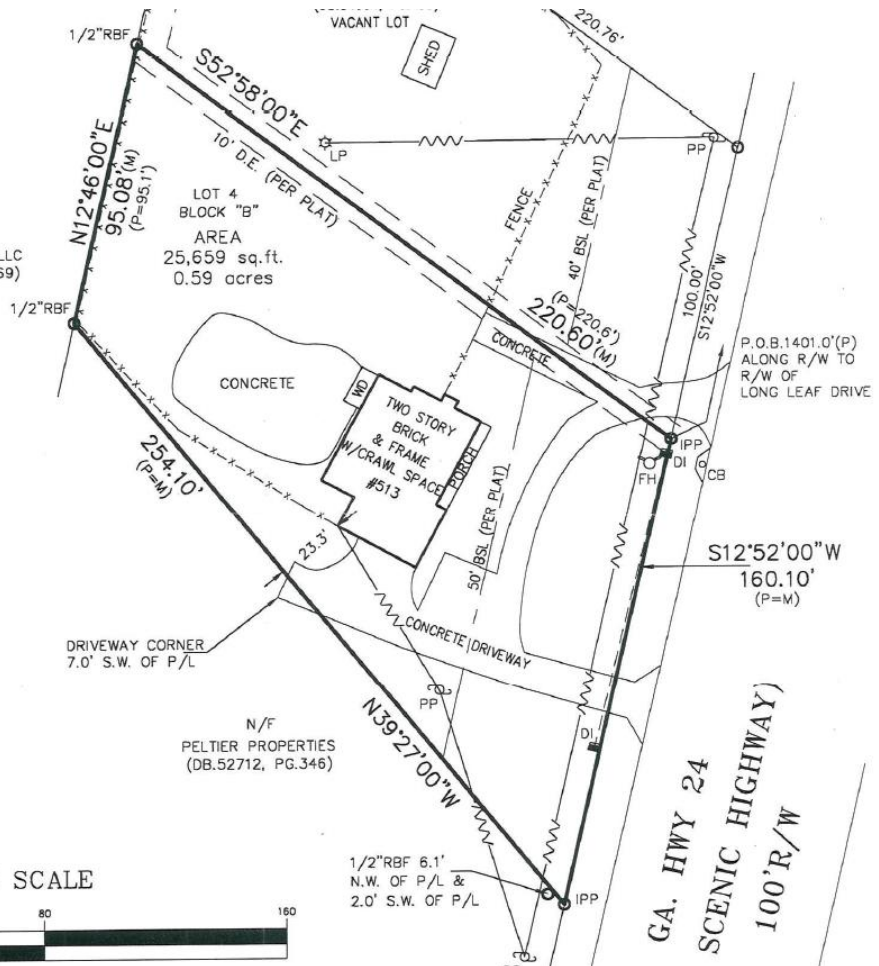 VACANT LOT
220.76'
1/2"RBF
SHED
S52°58'00"E
10' D.E. (PER PLAT)
LP
PP
N12°46'00"E
95.08'(M)
(P=95.1')
LOT 4
BLOCK "B"
AREA
25,659 sq.ft.
0.59 acres
FENCE
40' BSL (PER PLAT)
100.00'
S12°52'00"W
LLC
69)
1/2"RBF
(P=220.6')
220.60'(M)
P.O.B.1401.0'(P)
ALONG R/W TO
R/W OF
LONG LEAF DRIVE
CONCRETE
CONCRETE
WD
TWO STORY
BRICK
& FRAME
W/CRAWL SPACE
#513
PORCH
IPP
DI
FH
CB
254.10'
(P=M)
23.3'
50' BSL (PER PLAT)
S12°52'00"W
160.10'
(P=M)
CONCRETE DRIVEWAY
DRIVEWAY CORNER
7.0' S.W. OF P/L
PP
N/F
PELTIER PROPERTIES
(DB.52712, PG.346)
N39°27'00"W
DI
GA. HWY 24
SCENIC HIGHWAY)
100'R/W
1/2"RBF 6.1'
N.W. OF P/L &
2.0' S.W. OF P/L
IPP
SCALE
80
160